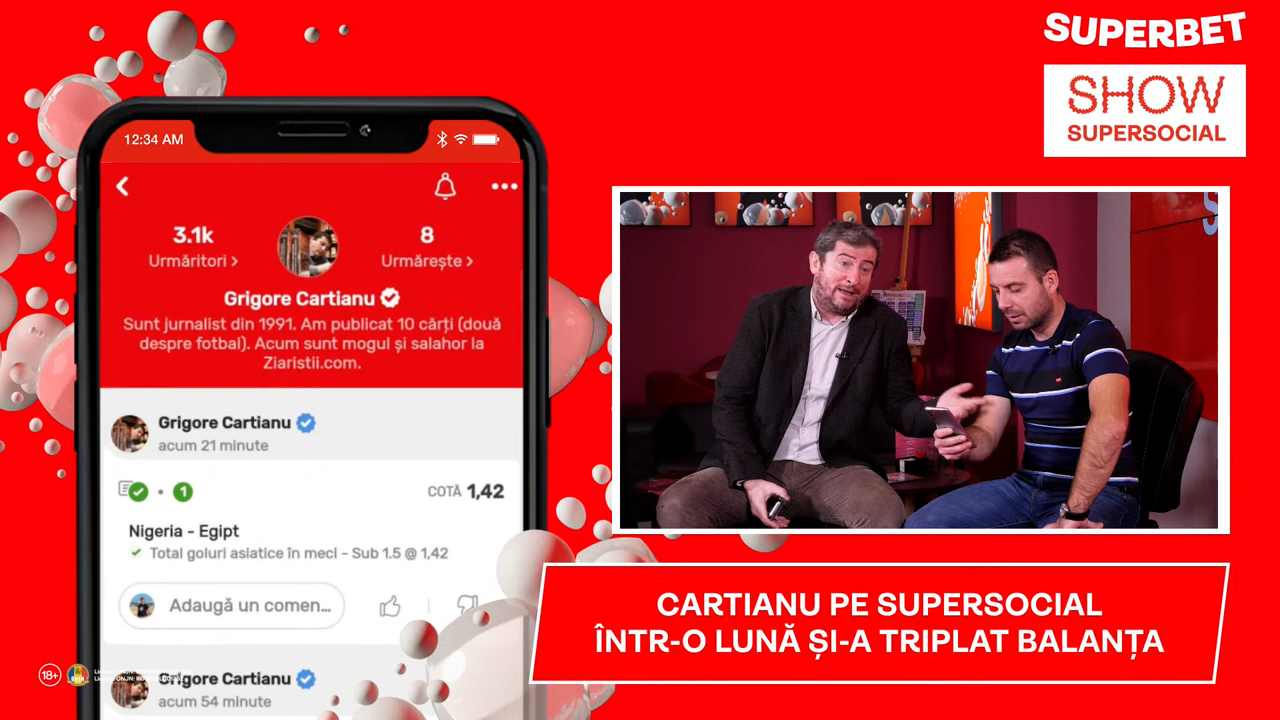 SUPERBET
SHOW
SUPERSOCIAL
12:34 AM
3.1k
Urmăritori >
8
Urmărește >
Grigore Cartianu
Sunt jurnalist din 1991. Am publicat 10 cărți (două
despre fotbal). Acum sunt mogul și salahor la
Ziaristii.com.
Grigore Cartianu
acum 21 minute
1
COTĂ 1,42
Nigeria - Egipt
Total goluri asiatice în meci - Sub 1.5 @ 1,42
Adaugă un comen...
Grigore Cartianu
acum 54 minute
18+
CARTIANU PE SUPERSOCIAL
ÎNTR-O LUNĂ ȘI-A TRIPLAT BALANȚA